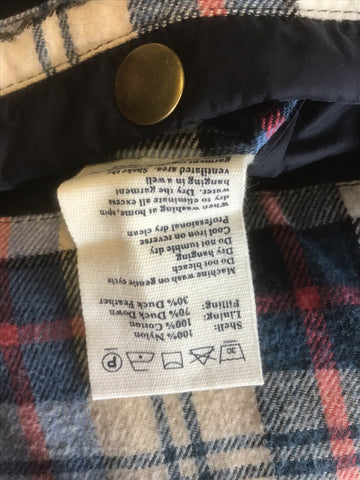 30 P
Shell: 100% Nylon
Lining: 100% Cotton
Filling: 70% Duck Down
30% Duck Feather
Machine wash on gentle cycle
Do not bleach
Dry hanging
Do not tumble dry
Cool iron on reverse
Professional dry clean
When washing at home, spin
dry to eliminate all excess
water. Dry the garment
hanging in well
ventilated area. Shake the
garment